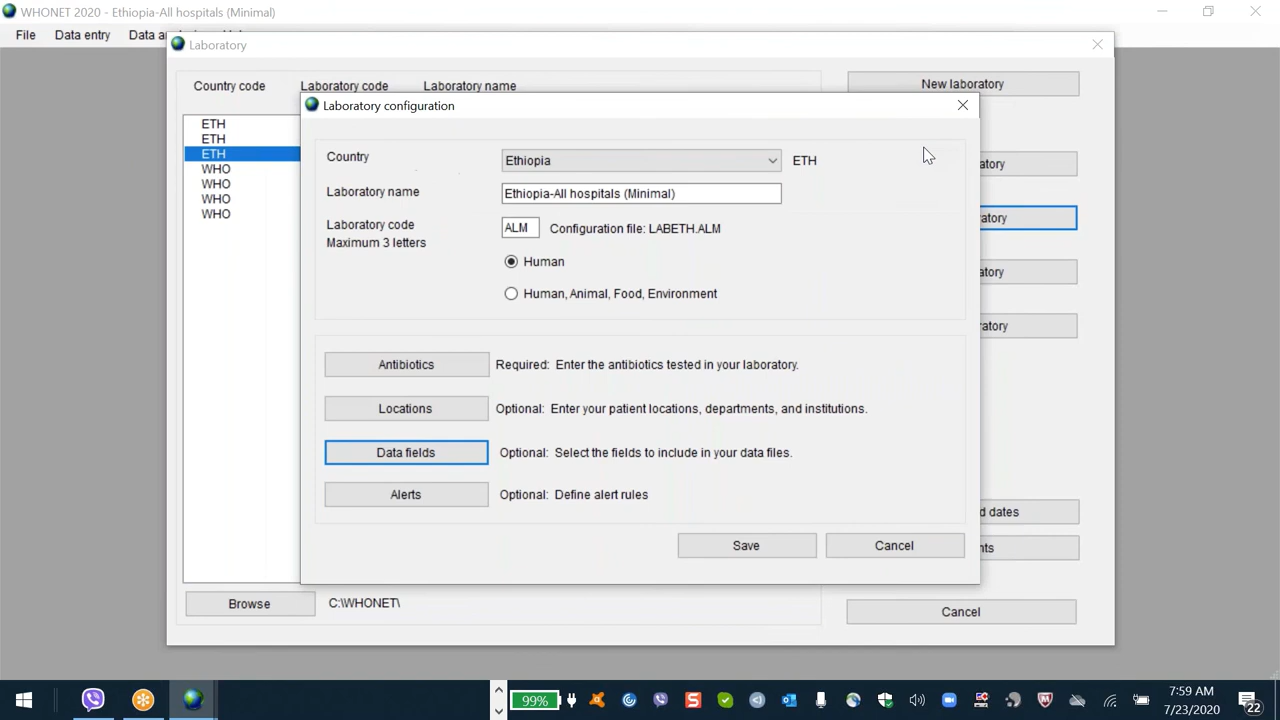 WHONET 2020 - Ethiopia-All hospitals (Minimal)
File Data entry Data
Laboratory
Country code Laboratory code Laboratory name
New laboratory
ETH
ETH
ETH
WHO
WHO
WHO
WHO
Laboratory configuration
Country Ethiopia ETH
Laboratory name Ethiopia-All hospitals (Minimal)
Laboratory code
Maximum 3 letters
ALM Configuration file: LABETH.ALM
Human
Human, Animal, Food, Environment
Antibiotics Required: Enter the antibiotics tested in your laboratory.
Locations Optional: Enter your patient locations, departments, and institutions.
Data fields Optional: Select the fields to include in your data files.
Alerts Optional: Define alert rules
Save Cancel
dates
Browse C:\WHONET\
Cancel
99%
7:59 AM
7/23/2020
22